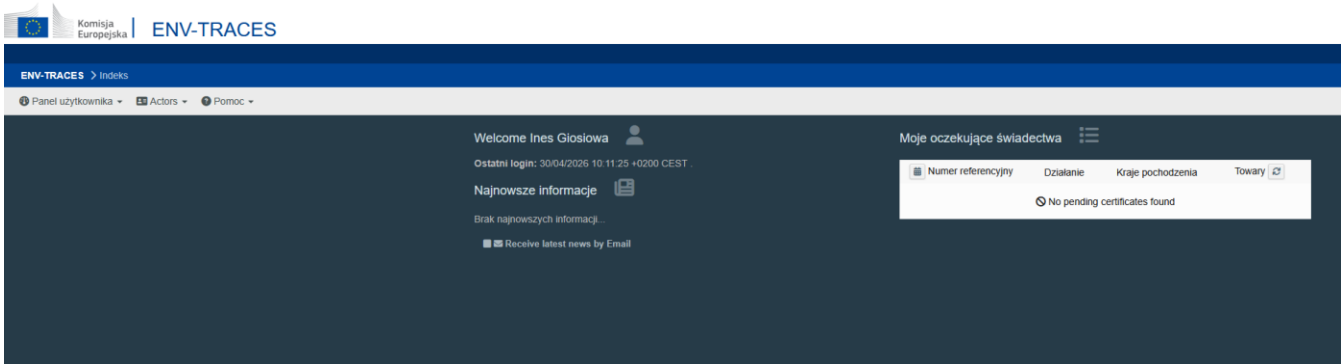 Komisja
Europejska
ENV-TRACES
ENV-TRACES > Indeks
Panel użytkownika Actors Pomoc
Welcome Ines Giosiowa
Ostatni login: 30/04/2026 10:11:25 +0200 CEST .
Najnowsze informacje
Brak najnowszych informacji...
Receive latest news by Email
Moje oczekujące świadectwa
Numer referencyjny Działanie Kraje pochodzenia Towary
No pending certificates found